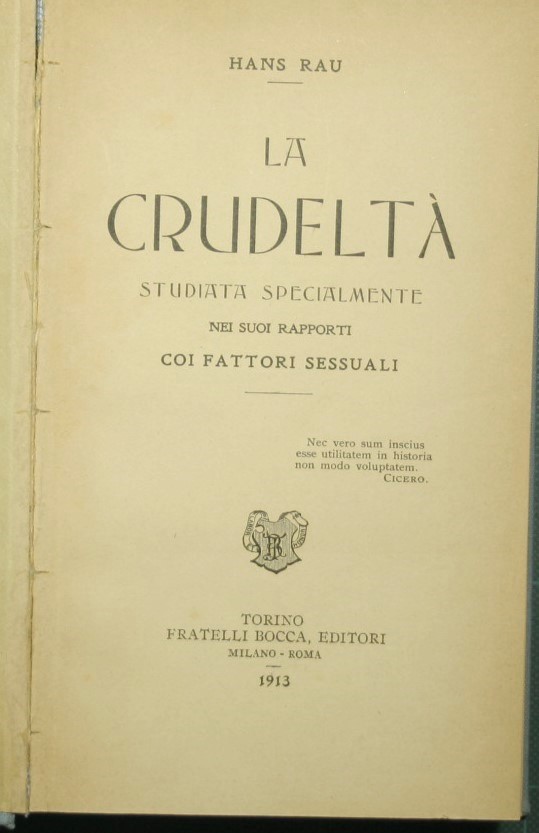 HANS RAU
LA
CRUDELTÀ
STUDIATA SPECIALMENTE
NEI SUOI RAPPORTI
COI FATTORI SESSUALI
Nec vero sum inscius
esse utilitatem in historia
non modo voluptatem.
CICERO.
TORINO
FRATELLI BOCCA, EDITORI
MILANO - ROMA
1913